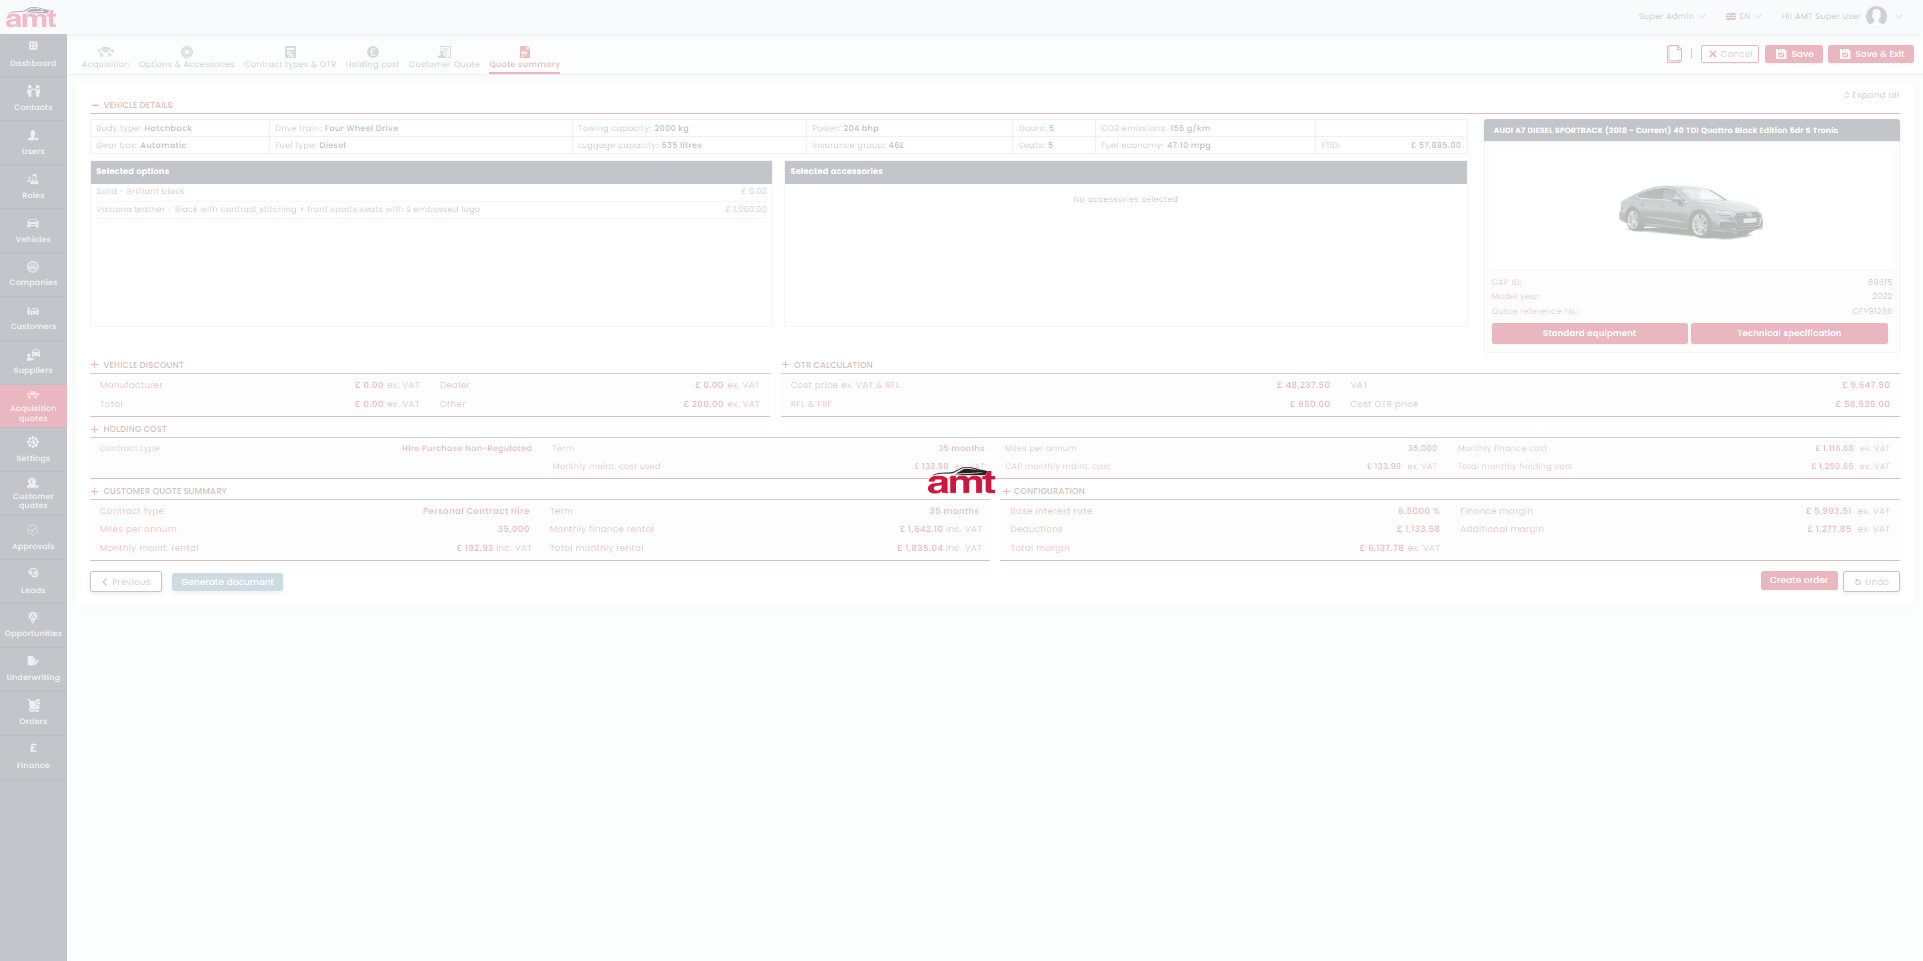 amt
Super Admin
EN
Hi! AMT Super User
Dashboard
Contacts
Users
Roles
Vehicles
Companies
Customers
Suppliers
Acquisition
quotes
Settings
Customer
quotes
Approvals
Leads
Opportunities
Underwriting
Orders
Finance
Acquisition
Options & Accessories
Contract types & OTR
Holding cost
Customer Quote
Quote summary
Cancel
Save
Save & Exit
Expand all
VEHICLE DETAILS
Body type: Hatchback Drive train: Four Wheel Drive Towing capacity: 2000 kg Power: 204 bhp Doors: 5 CO2 emissions: 156 g/km
Gear box: Automatic Fuel type: Diesel Luggage capacity: 535 litres Insurance group: 46E Seats: 5 Fuel economy: 47.10 mpg P11D: £ 57,885.00
Selected options
Solid - Brilliant black £ 0.00
Valcona leather - Black with contrast stitching + front sports seats with S embossed logo £ 1,000.00
Selected accessories
No accessories selected
AUDI A7 DIESEL SPORTBACK (2018 - Current) 40 TDI Quattro Black Edition 5dr S Tronic
CAP ID: 89615
Model year: 2022
Quote reference no.: CFY91286
Standard equipment
Technical specification
VEHICLE DISCOUNT
Manufacturer £ 0.00 ex. VAT Dealer £ 0.00 ex. VAT
Total £ 0.00 ex. VAT Other £ 200.00 ex. VAT
OTR CALCULATION
Cost price ex. VAT & RFL £ 48,237.50 VAT £ 9,647.50
RFL & FRF £ 650.00 Cost OTR price £ 58,535.00
HOLDING COST
Contract type Hire Purchase Non-Regulated Term 35 months Miles per annum 35,000 Monthly finance cost £ 1,116.68 ex. VAT
Monthly maint. cost used £ 133.98 ex. VAT CAP monthly maint. cost £ 133.98 ex. VAT Total monthly holding cost £ 1,250.66 ex. VAT
amt
CUSTOMER QUOTE SUMMARY
Contract type Personal Contract Hire Term 35 months
Miles per annum 35,000 Monthly finance rental £ 1,642.10 inc. VAT
Monthly maint. rental £ 192.93 inc. VAT Total monthly rental £ 1,835.04 inc. VAT
CONFIGURATION
Base interest rate 6.5000 % Finance margin £ 5,993.51 ex. VAT
Deductions £ 1,133.58 Additional margin £ 1,277.85 ex. VAT
Total margin £ 6,137.78 ex. VAT
Previous
Generate document
Create order
Undo